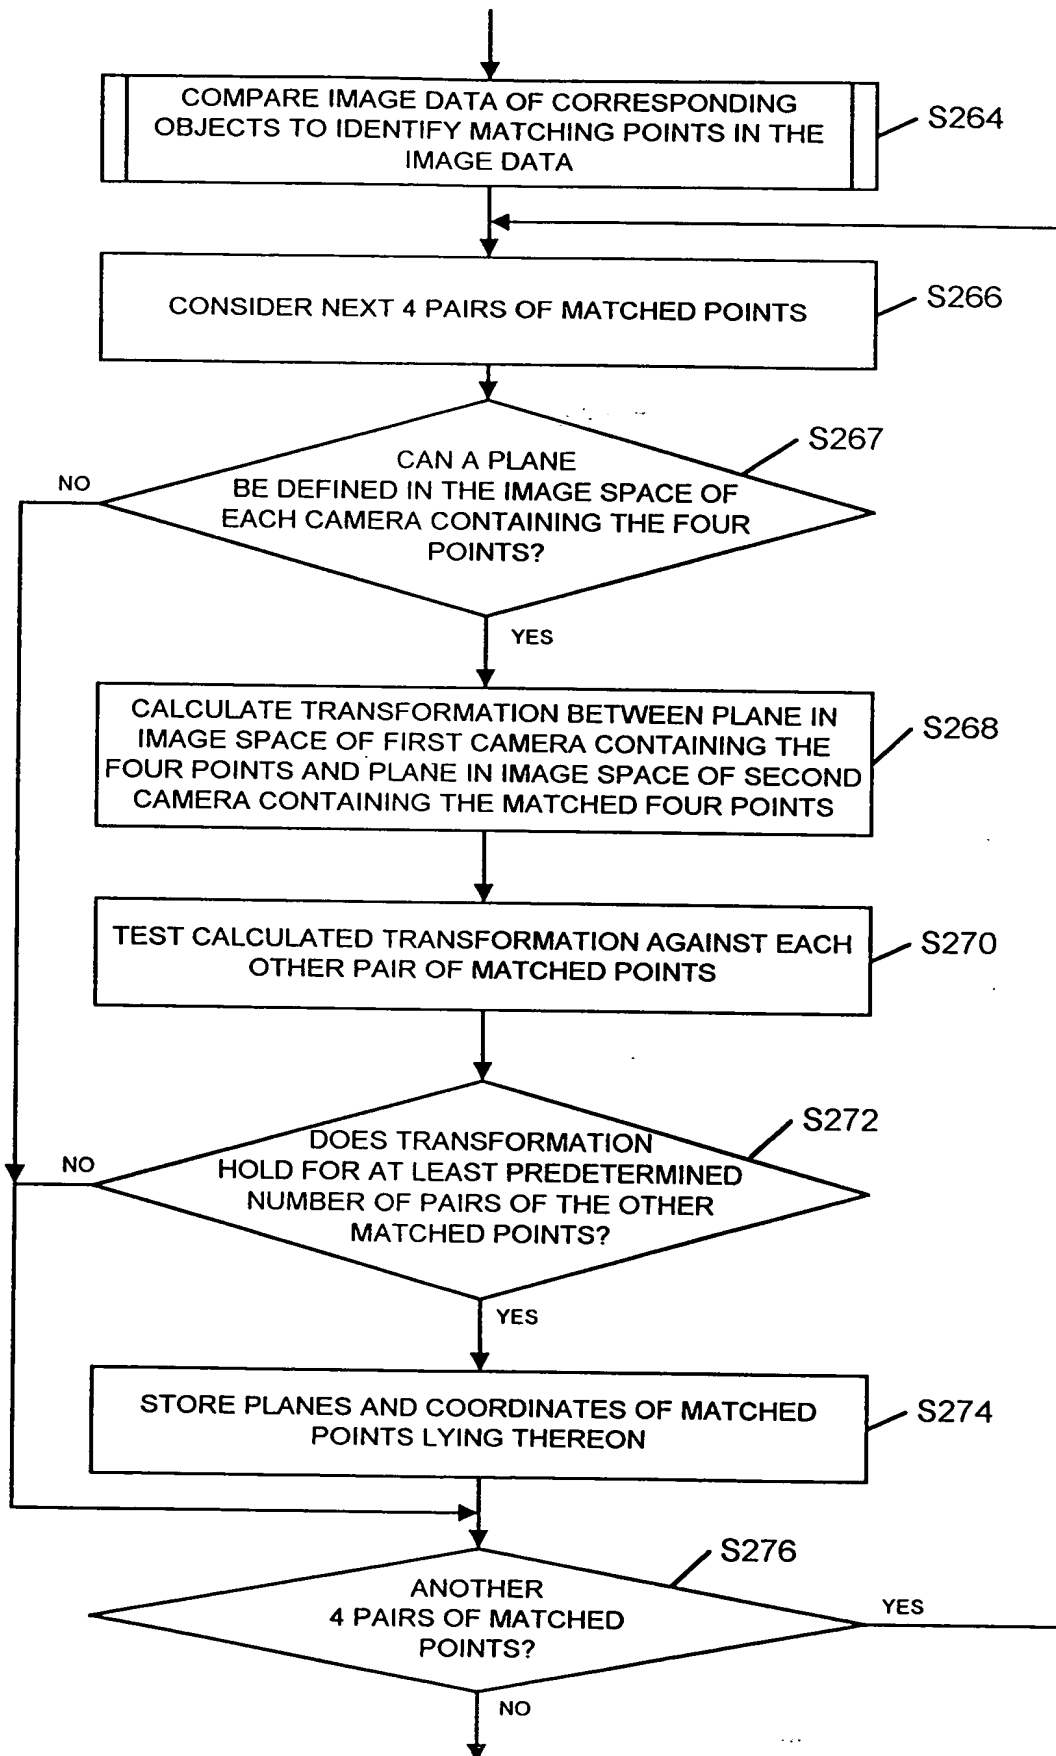 COMPARE IMAGE DATA OF CORRESPONDING
OBJECTS TO IDENTIFY MATCHING POINTS IN THE
IMAGE DATA
S264
CONSIDER NEXT 4 PAIRS OF MATCHED POINTS
S266
S267
CAN A PLANE
BE DEFINED IN THE IMAGE SPACE OF
EACH CAMERA CONTAINING THE FOUR
POINTS?
NO
YES
CALCULATE TRANSFORMATION BETWEEN PLANE IN
IMAGE SPACE OF FIRST CAMERA CONTAINING THE
FOUR POINTS AND PLANE IN IMAGE SPACE OF SECOND
CAMERA CONTAINING THE MATCHED FOUR POINTS
S268
TEST CALCULATED TRANSFORMATION AGAINST EACH
OTHER PAIR OF MATCHED POINTS
S270
S272
DOES TRANSFORMATION
HOLD FOR AT LEAST PREDETERMINED
NUMBER OF PAIRS OF THE OTHER
MATCHED POINTS?
NO
YES
STORE PLANES AND COORDINATES OF MATCHED
POINTS LYING THEREON
S274
S276
ANOTHER
4 PAIRS OF MATCHED
POINTS?
YES
NO